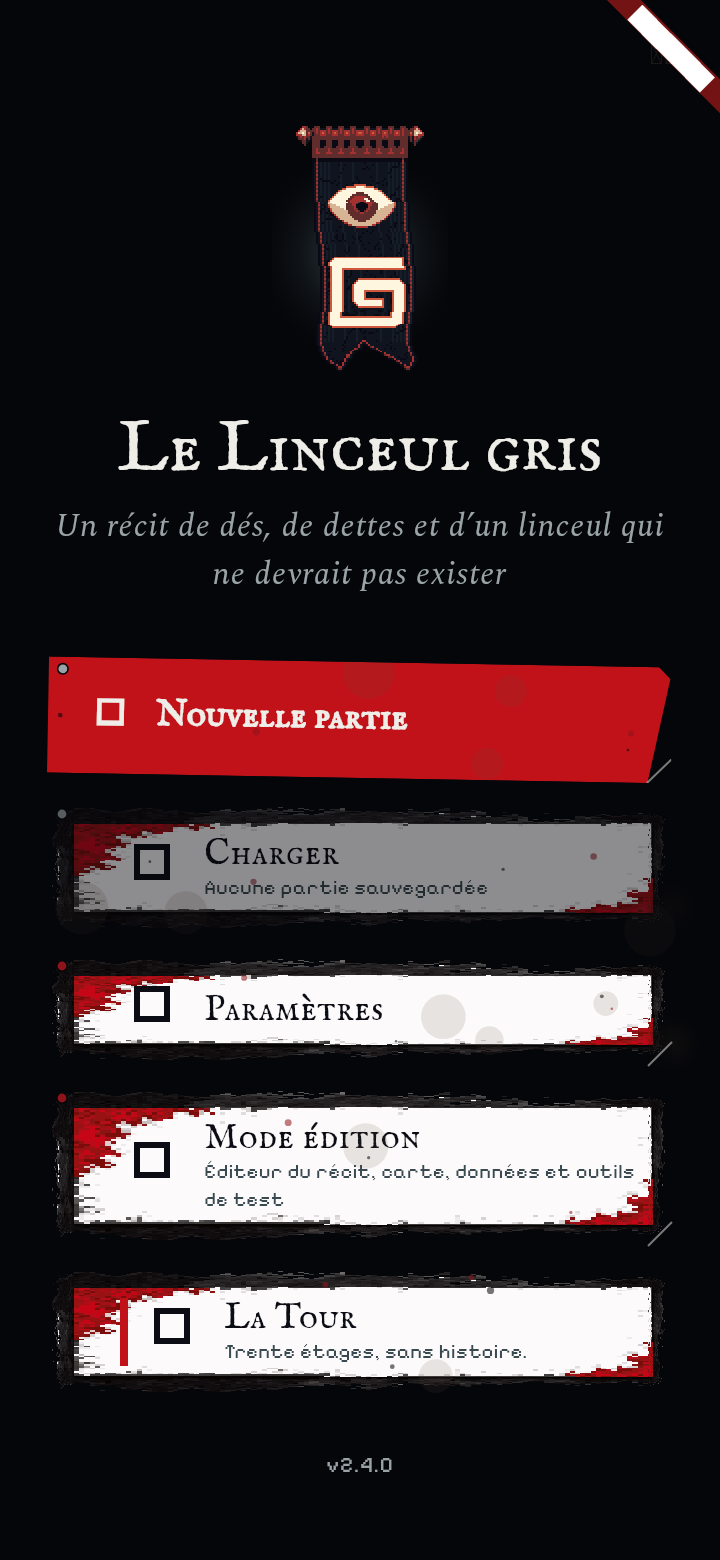 Le Linceul gris
Un récit de dés, de dettes et d’un linceul qui
ne devrait pas exister
Nouvelle partie
Charger
Aucune partie sauvegardée
Paramètres
Mode édition
Éditeur du récit, carte, données et outils
de test
La Tour
Trente étages, sans histoire.
v2.4.0